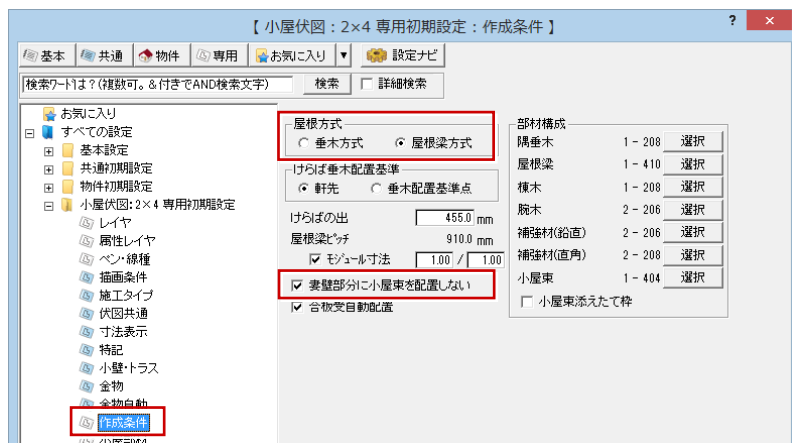 【 小屋伏図：2×4 専用初期設定：作成条件 】
? ×
基本 共通 物件 専用 お気に入り ▼ 設定ナビ
検索ワードは？(複数可。&付きでAND検索文字) 検索 詳細検索
お気に入り
すべての設定
基本設定
共通初期設定
物件初期設定
小屋伏図:2×4 専用初期設定
レイヤ
属性レイヤ
ペン・線種
描画条件
施工タイプ
伏図共通
寸法表示
特記
小壁・トラス
金物
金物自動
作成条件
屋根方式
垂木方式 屋根梁方式
けらば垂木配置基準
軒先 垂木配置基準点
けらばの出 455.0 mm
屋根梁ピッチ 910.0 mm
モジュール寸法 1.00 / 1.00
妻壁部分に小屋束を配置しない
合板受自動配置
部材構成
隅垂木 1 - 208 選択
屋根梁 1 - 410 選択
棟木 1 - 208 選択
腕木 2 - 206 選択
補強材(鉛直) 2 - 206 選択
補強材(直角) 2 - 208 選択
小屋束 1 - 404 選択
小屋束添えたて枠